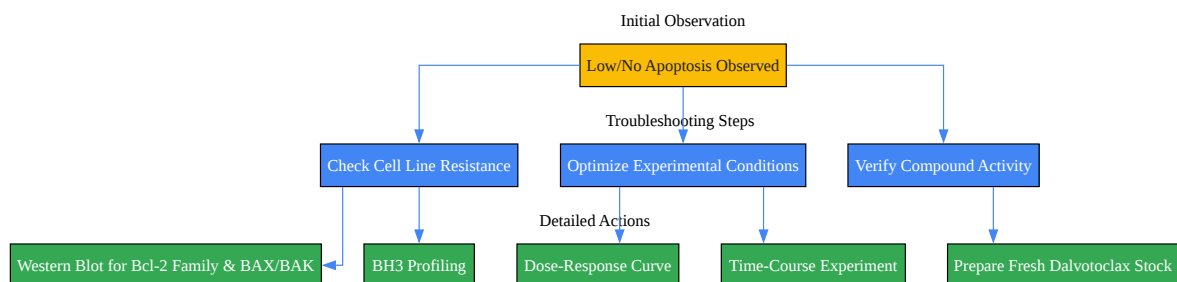 Initial Observation
Low/No Apoptosis Observed
Troubleshooting Steps
Check Cell Line Resistance
Optimize Experimental Conditions
Verify Compound Activity
Detailed Actions
Western Blot for Bcl-2 Family & BAX/BAK
BH3 Profiling
Dose-Response Curve
Time-Course Experiment
Prepare Fresh Dalvotoclax Stock